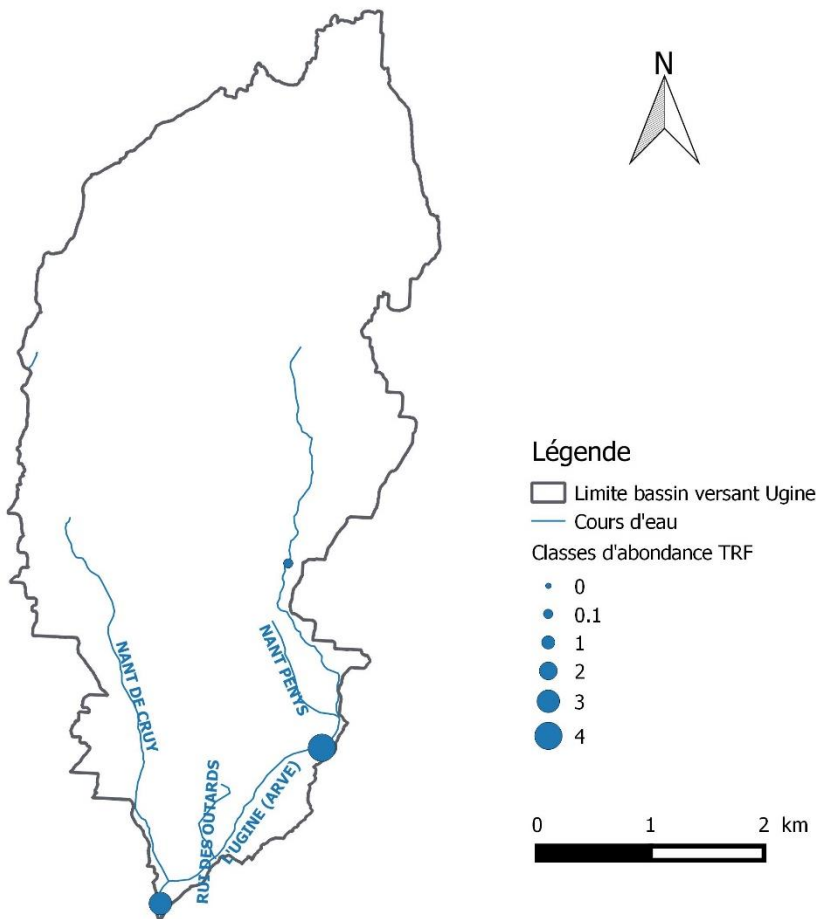 N
NANT DE CRUY
NANT PENYS
RUI DES OUTARDS
L'UGINE (ARVE)
Légende
Limite bassin versant Ugine
Cours d'eau
Classes d'abondance TRF
0
0.1
1
2
3
4
0 1 2 km